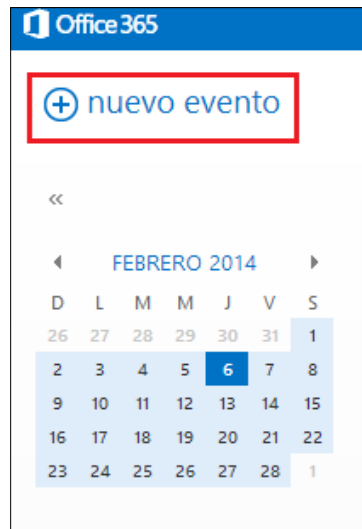 Office 365
nuevo evento
«
FEBRERO 2014
D L M M J V S
26 27 28 29 30 31 1
2 3 4 5 6 7 8
9 10 11 12 13 14 15
16 17 18 19 20 21 22
23 24 25 26 27 28 1